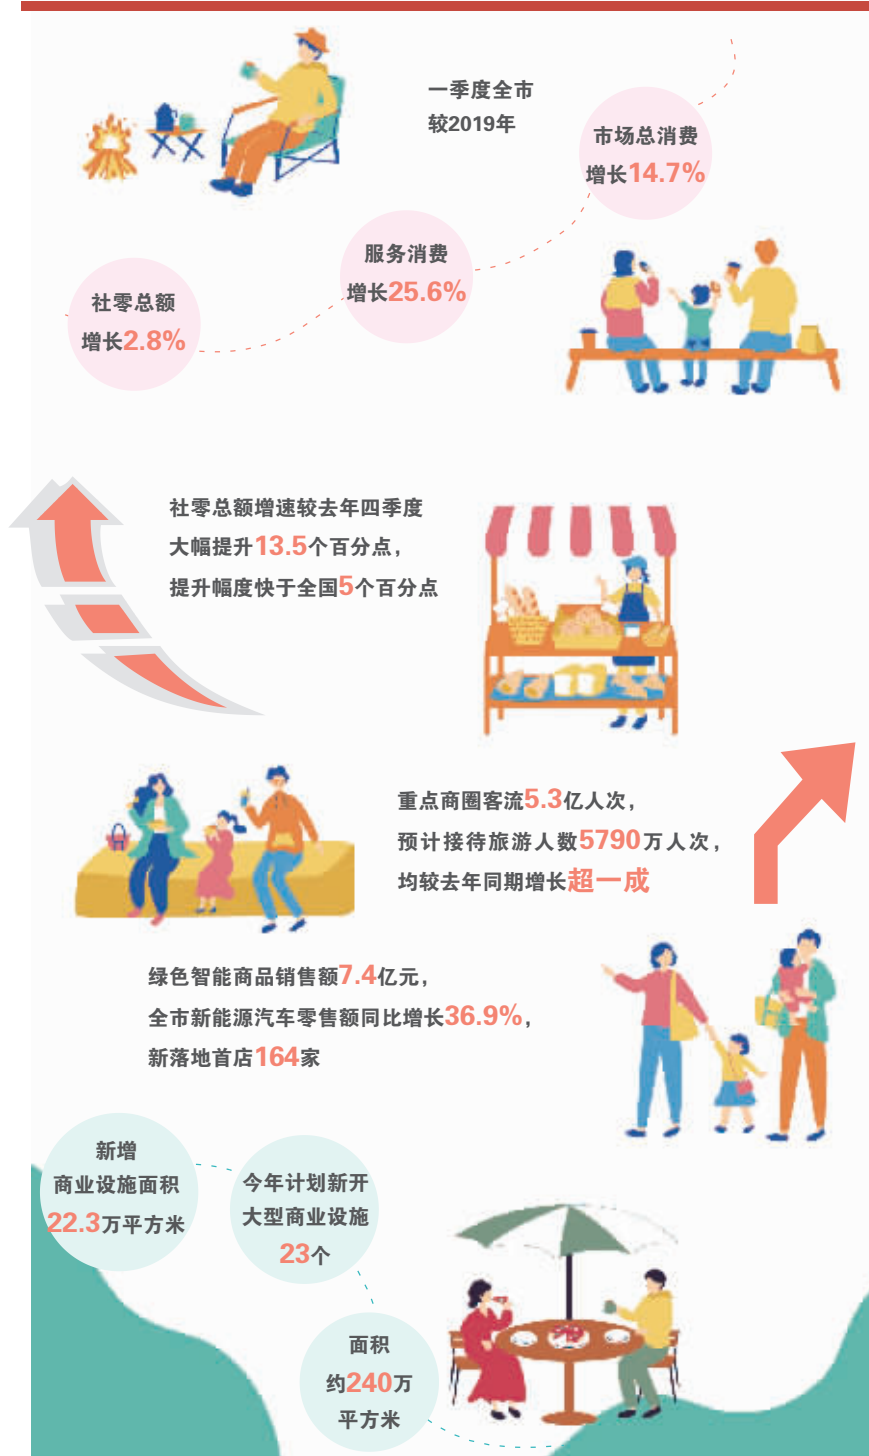 一季度全市
较2019年
市场总消费
增长14.7%
服务消费
增长25.6%
社零总额
增长2.8%
社零总额增速较去年四季度
大幅提升13.5个百分点，
提升幅度快于全国5个百分点
重点商圈客流5.3亿人次，
预计接待旅游人数5790万人次，
均较去年同期增长超一成
绿色智能商品销售额7.4亿元，
全市新能源汽车零售额同比增长36.9%，
新落地首店164家
新增
商业设施面积
22.3万平方米
今年计划新开
大型商业设施
23个
面积
约240万
平方米